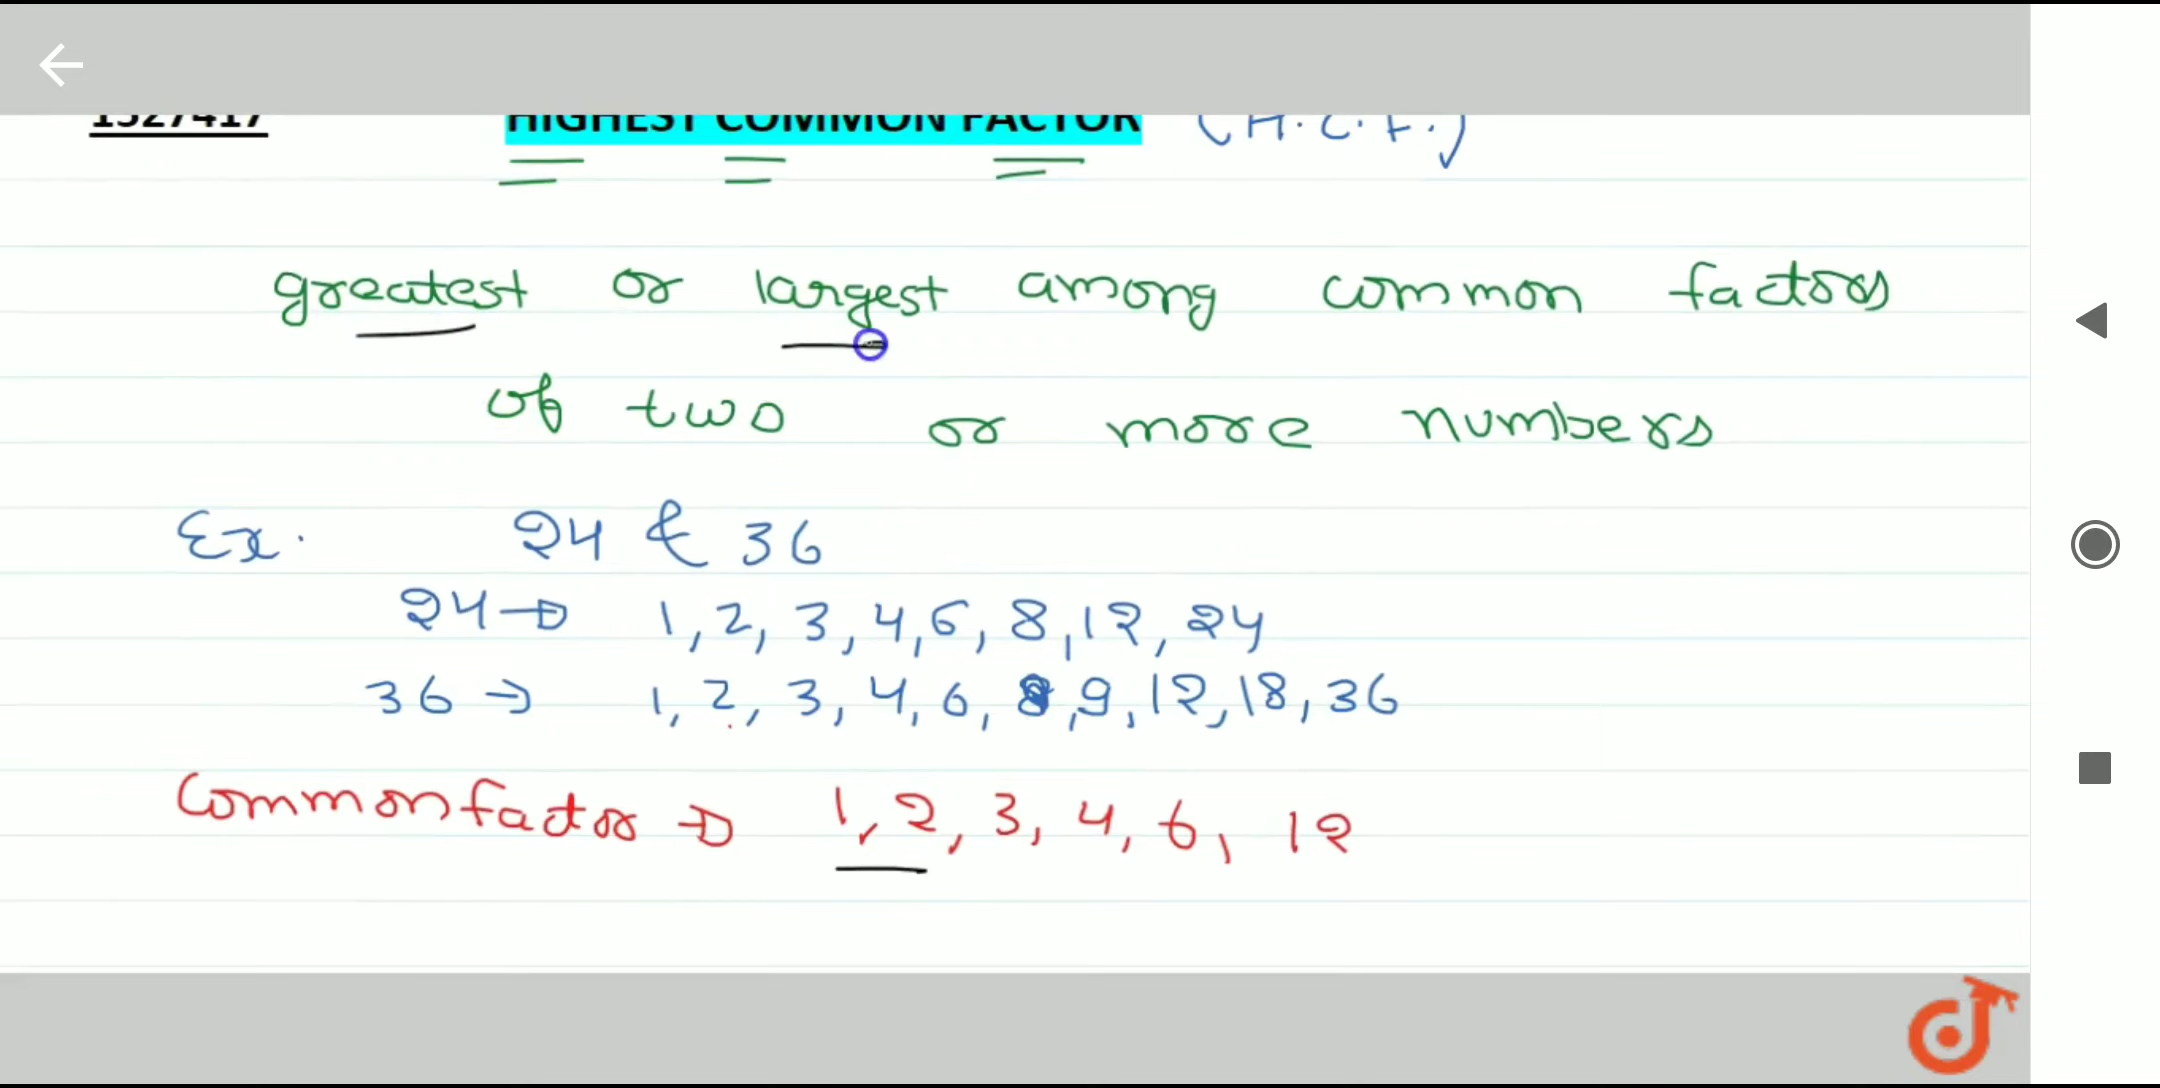 1527417 HIGHEST COMMON FACTOR (H.C.F.)
greatest or largest among common factors
of two or more numbers
Ex. 24 & 36
24 → 1, 2, 3, 4, 6, 8, 12, 24
36 → 1, 2, 3, 4, 6, 9, 12, 18, 36
Common factor → 1, 2, 3, 4, 6, 12